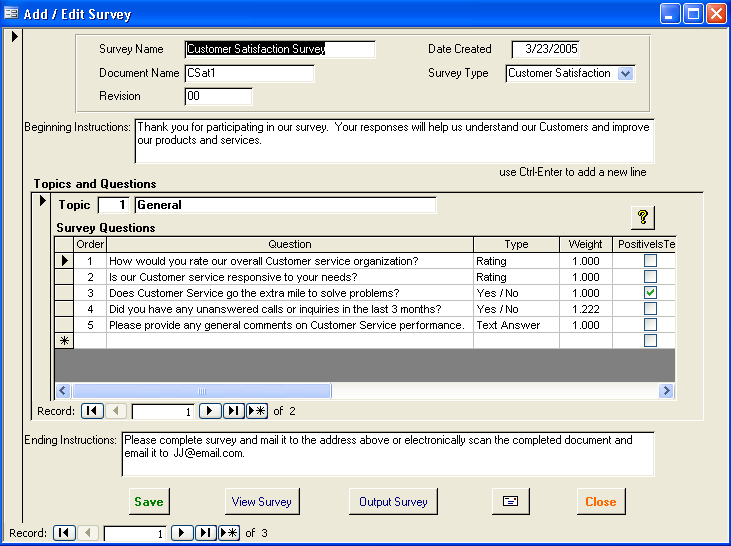 Add / Edit Survey
Survey Name Customer Satisfaction Survey Date Created 3/23/2005
Document Name CSat1 Survey Type Customer Satisfaction
Revision 00
Beginning Instructions: Thank you for participating in our survey. Your responses will help us understand our Customers and improve
our products and services.
use Ctrl-Enter to add a new line
Topics and Questions
Topic 1 General
?
Survey Questions
Order Question Type Weight PositiveIsTe
1 How would you rate our overall Customer service organization? Rating 1.000
2 Is our Customer service responsive to your needs? Rating 1.000
3 Does Customer Service go the extra mile to solve problems? Yes / No 1.000
4 Did you have any unanswered calls or inquiries in the last 3 months? Yes / No 1.222
5 Please provide any general comments on Customer Service performance. Text Answer 1.000
Record: 1 of 2
Ending Instructions: Please complete survey and mail it to the address above or electronically scan the completed document and
email it to JJ@email.com.
Save View Survey Output Survey Close
Record: 1 of 3